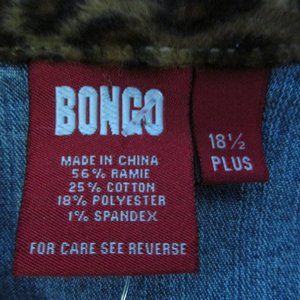 BONGO
MADE IN CHINA
56% RAMIE
25% COTTON
18% POLYESTER
1% SPANDEX
FOR CARE SEE REVERSE
18½
PLUS